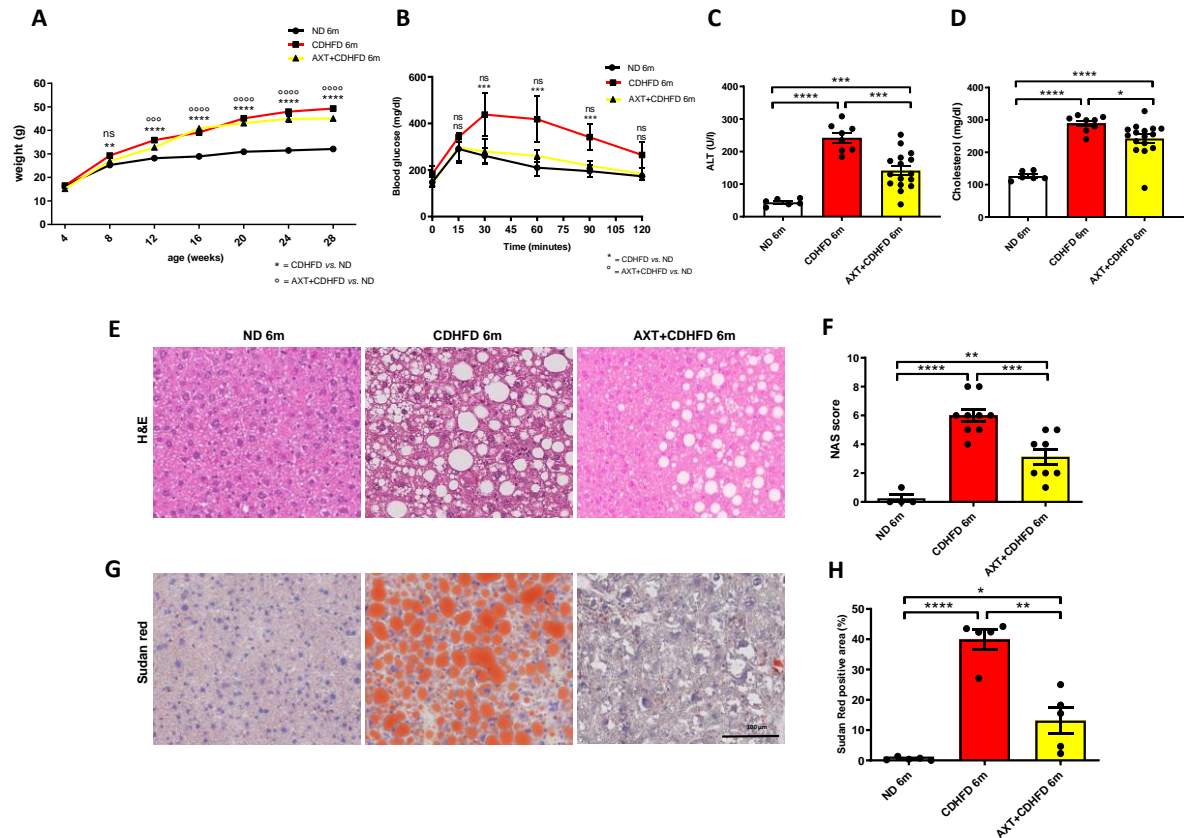 A
ND 6m
CDHFD 6m
AXT+CDHFD 6m
weight (g)
60
50
40
30
20
10
0
ns
**
°°°
****
°°°°
****
°°°°
****
°°°°
****
°°°°
****
4
8
12
16
20
24
28
age (weeks)
* = CDHFD vs. ND
° = AXT+CDHFD vs. ND
B
ND 6m
CDHFD 6m
AXT+CDHFD 6m
Blood glucose (mg/dl)
600
400
200
0
ns
ns
ns
***
ns
***
ns
***
ns
ns
0
15
30
45
60
75
90
105
120
Time (minutes)
* = CDHFD vs. ND
° = AXT+CDHFD vs. ND
C
ALT (U/l)
400
300
200
100
0
***
****
***
ND 6m
CDHFD 6m
AXT+CDHFD 6m
D
Cholesterol (mg/dl)
400
300
200
100
0
****
****
*
ND 6m
CDHFD 6m
AXT+CDHFD 6m
E
ND 6m
CDHFD 6m
AXT+CDHFD 6m
H&E
F
NAS score
10
8
6
4
2
0
**
****
***
ND 6m
CDHFD 6m
AXT+CDHFD 6m
G
Sudan red
100 µm
H
Sudan Red positive area (%)
50
40
30
20
10
0
*
****
**
ND 6m
CDHFD 6m
AXT+CDHFD 6m